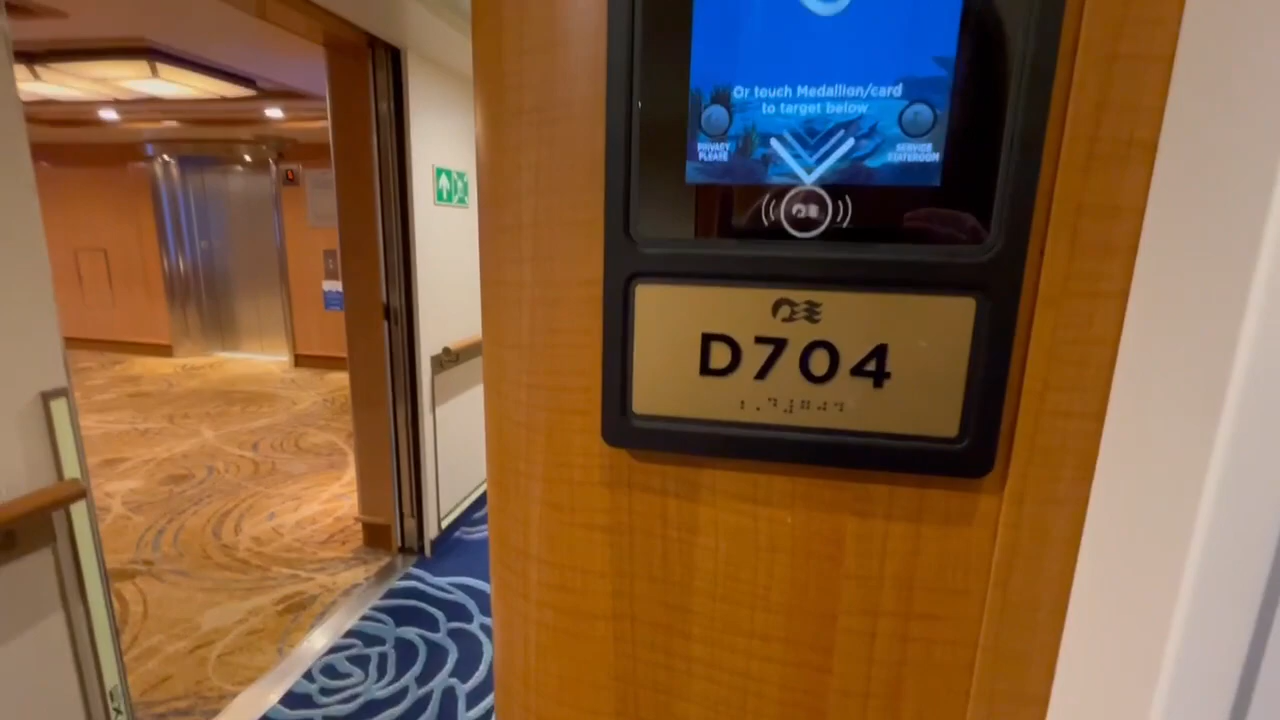 Or touch Medallion/card
to target below
PRIVACY
PLEASE
SERVICE
STATEROOM
D704